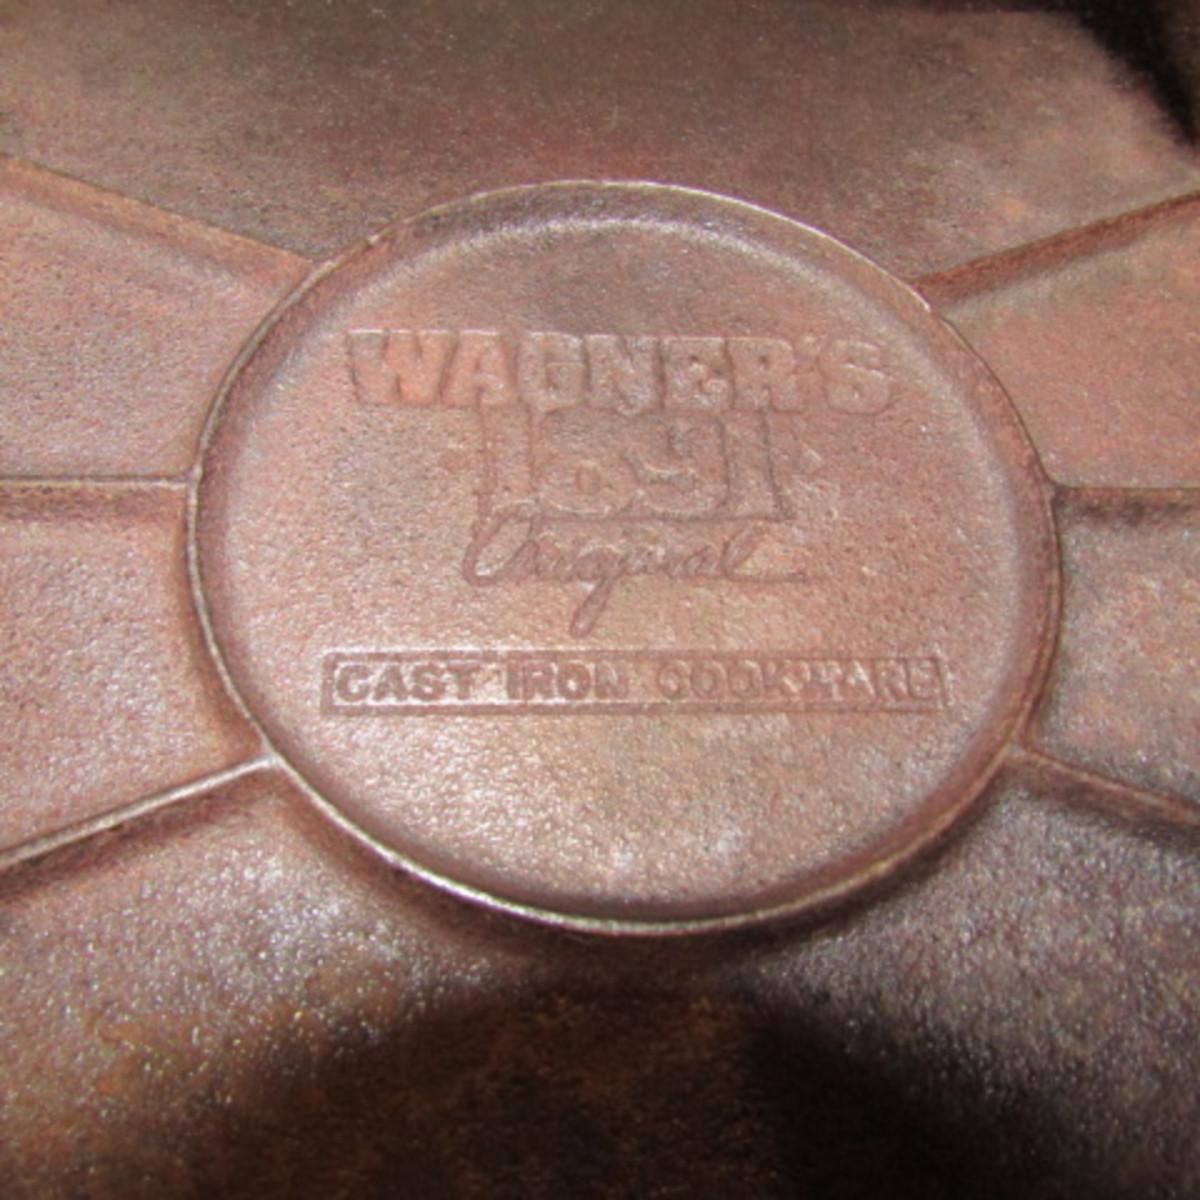 WAGNER'S
1891
Original
CAST IRON COOKWARE